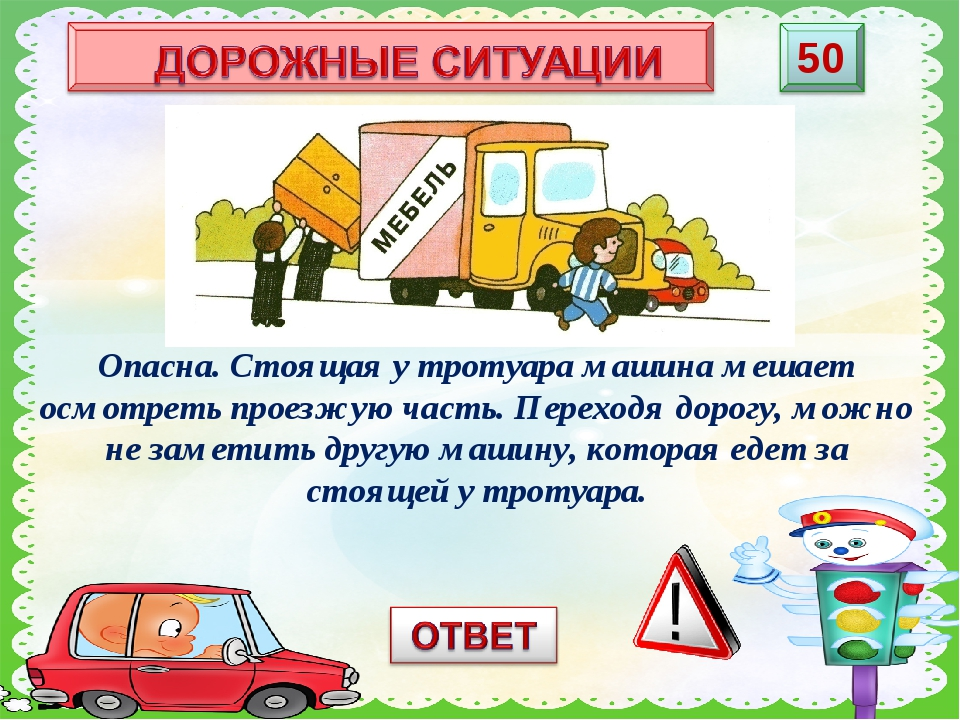 ДОРОЖНЫЕ СИТУАЦИИ
50
МЕБЕЛЬ
Опасна. Стоящая у тротуара машина мешает
осмотреть проезжую часть. Переходя дорогу, можно
не заметить другую машину, которая едет за
стоящей у тротуара.
!
ОТВЕТ